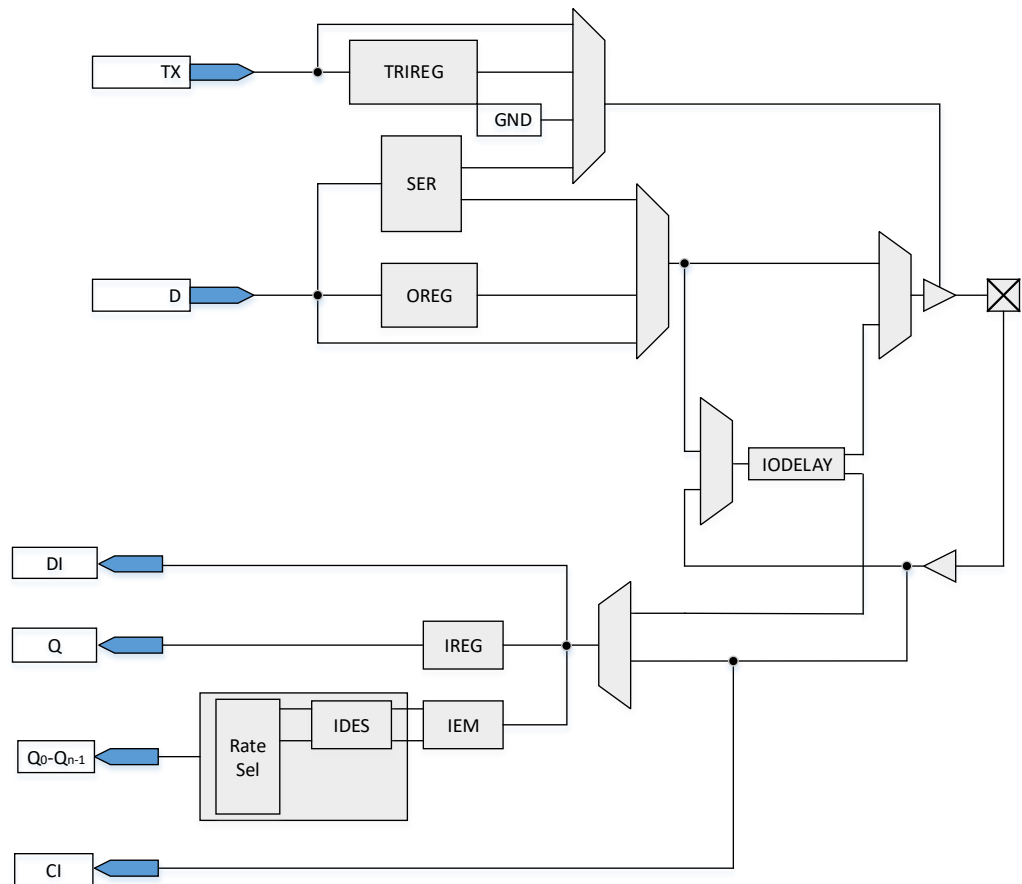 TX
TRIREG
GND
SER
D
OREG
IODELAY
DI
Q
IREG
IDES
IEM
Rate
Sel
Q0-Qn-1
CI